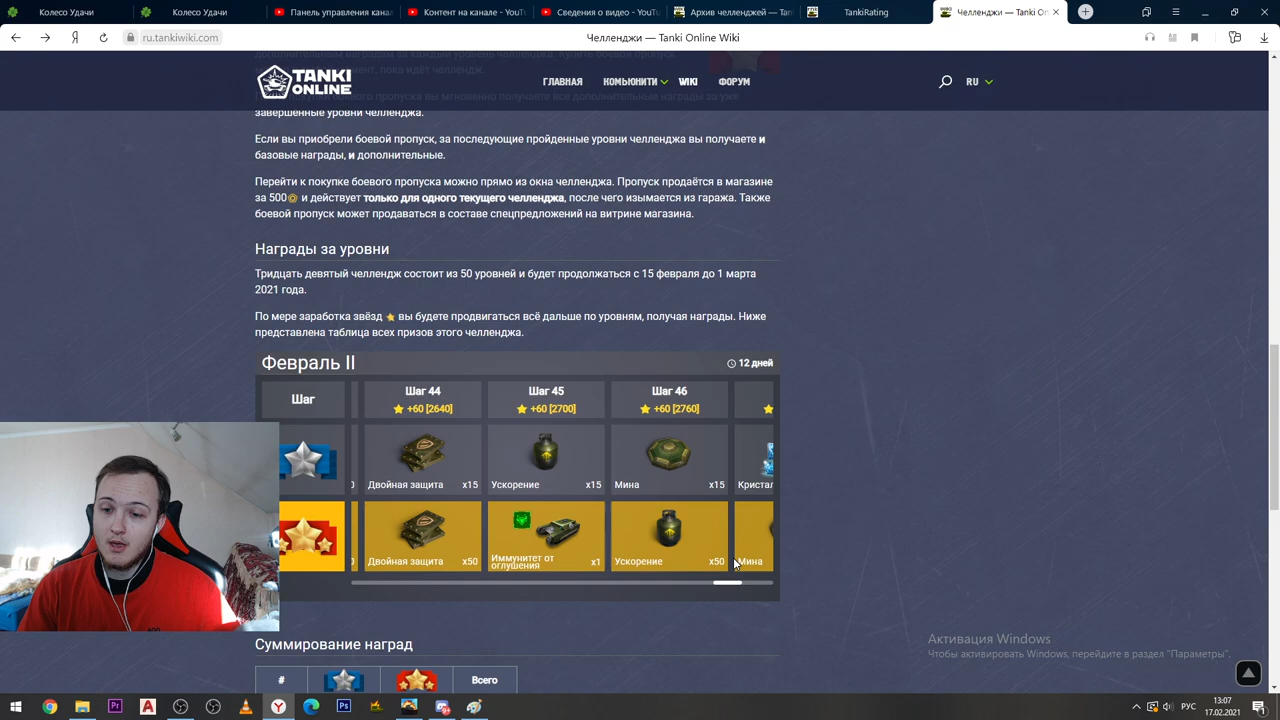 Колесо Удачи
Колесо Удачи
Панель управления кана
Контент на канале - YouTu
Сведения о видео - YouTu
Архив челленджей — Tank
TankiRating
Челленджи — Tanki On
ru.tankiwiki.com
Челленджи — Tanki Online Wiki
TANKI
ONLINE
ГЛАВНАЯ
КОМЬЮНИТИ
WIKI
ФОРУМ
RU
завершённые уровни челленджа.
Если вы приобрели боевой пропуск, за последующие пройденные уровни челленджа вы получаете и
базовые награды, и дополнительные.
Перейти к покупке боевого пропуска можно прямо из окна челленджа. Пропуск продаётся в магазине
за 500 и действует только для одного текущего челленджа, после чего изымается из гаража. Также
боевой пропуск может продаваться в составе спецпредложений на витрине магазина.
Награды за уровни
Тридцать девятый челлендж состоит из 50 уровней и будет продолжаться с 15 февраля до 1 марта
2021 года.
По мере заработка звёзд вы будете продвигаться всё дальше по уровням, получая награды. Ниже
представлена таблица всех призов этого челленджа.
Февраль II
12 дней
Шаг
Шаг 44
+60 [2640]
Шаг 45
+60 [2700]
Шаг 46
+60 [2760]
Двойная защита x15
Ускорение x15
Мина x15
Кристал
Двойная защита x50
Иммунитет от
оглушения x1
Ускорение x50
Мина
Суммирование наград
#
Всего
Активация Windows
Чтобы активировать Windows, перейдите в раздел "Параметры".
РУС
13:07
17.02.2021